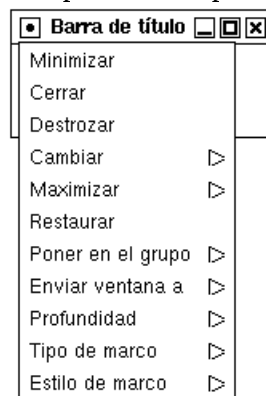 Barra de título
Minimizar
Cerrar
Destrozar
Cambiar
Maximizar
Restaurar
Poner en el grupo
Enviar ventana a
Profundidad
Tipo de marco
Estilo de marco